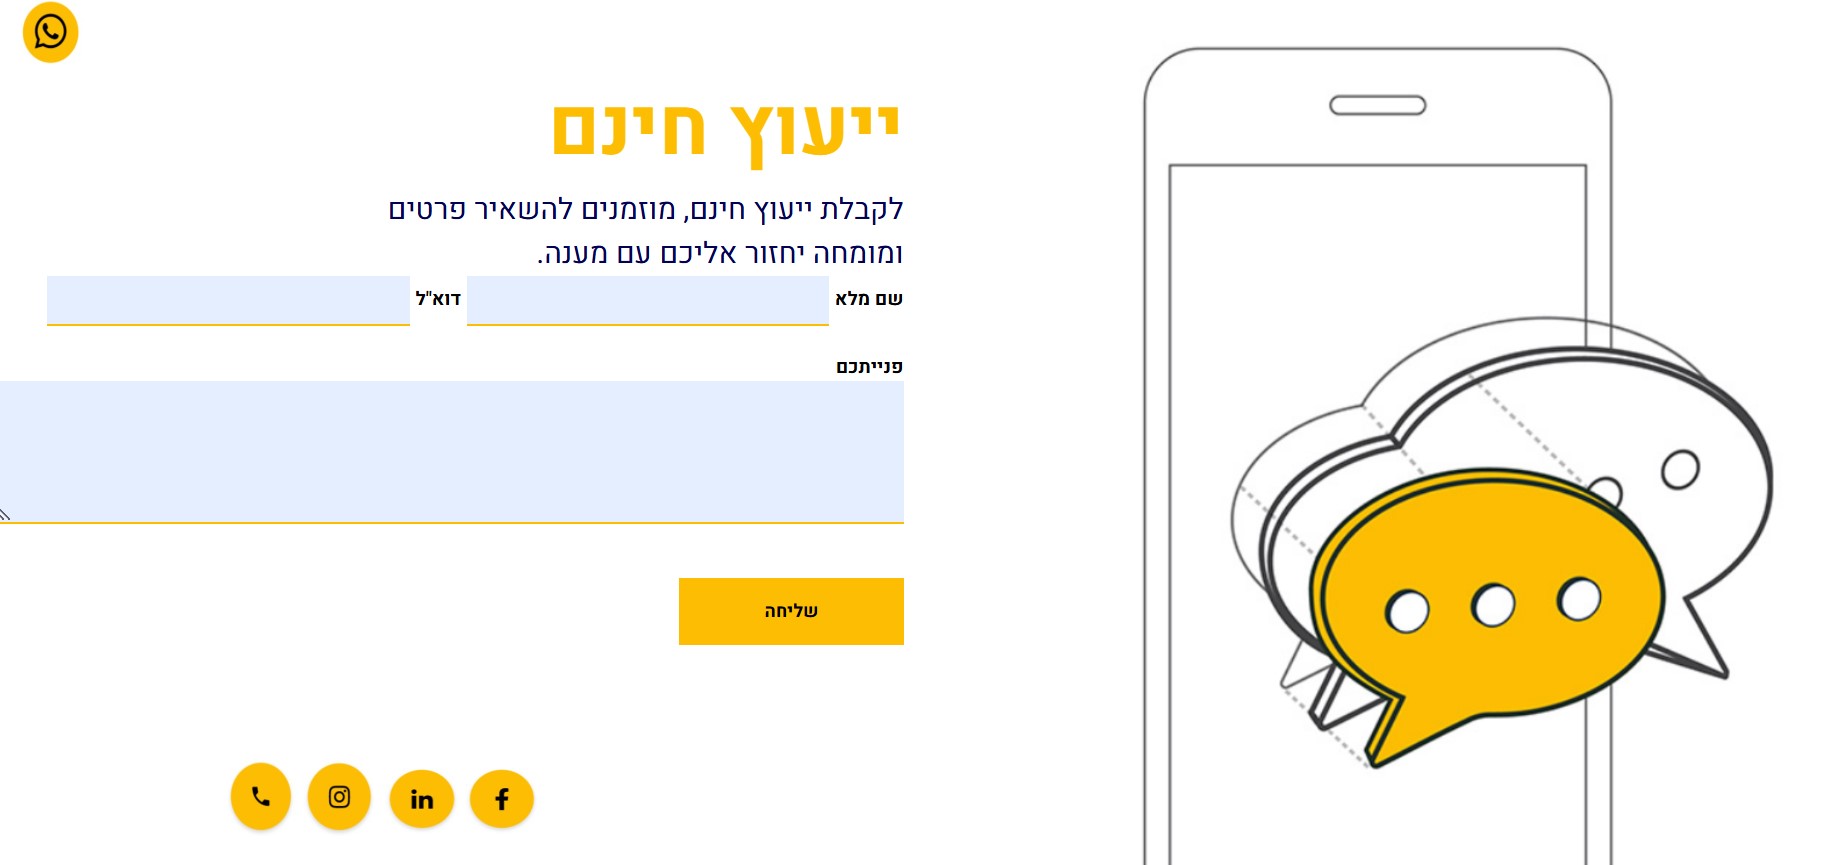 ייעוץ חינם
לקבלת ייעוץ חינם, מוזמנים להשאיר פרטים
ומומחה יחזור אליכם עם מענה.
שם מלא
דוא"ל
פנייתכם
שליחה